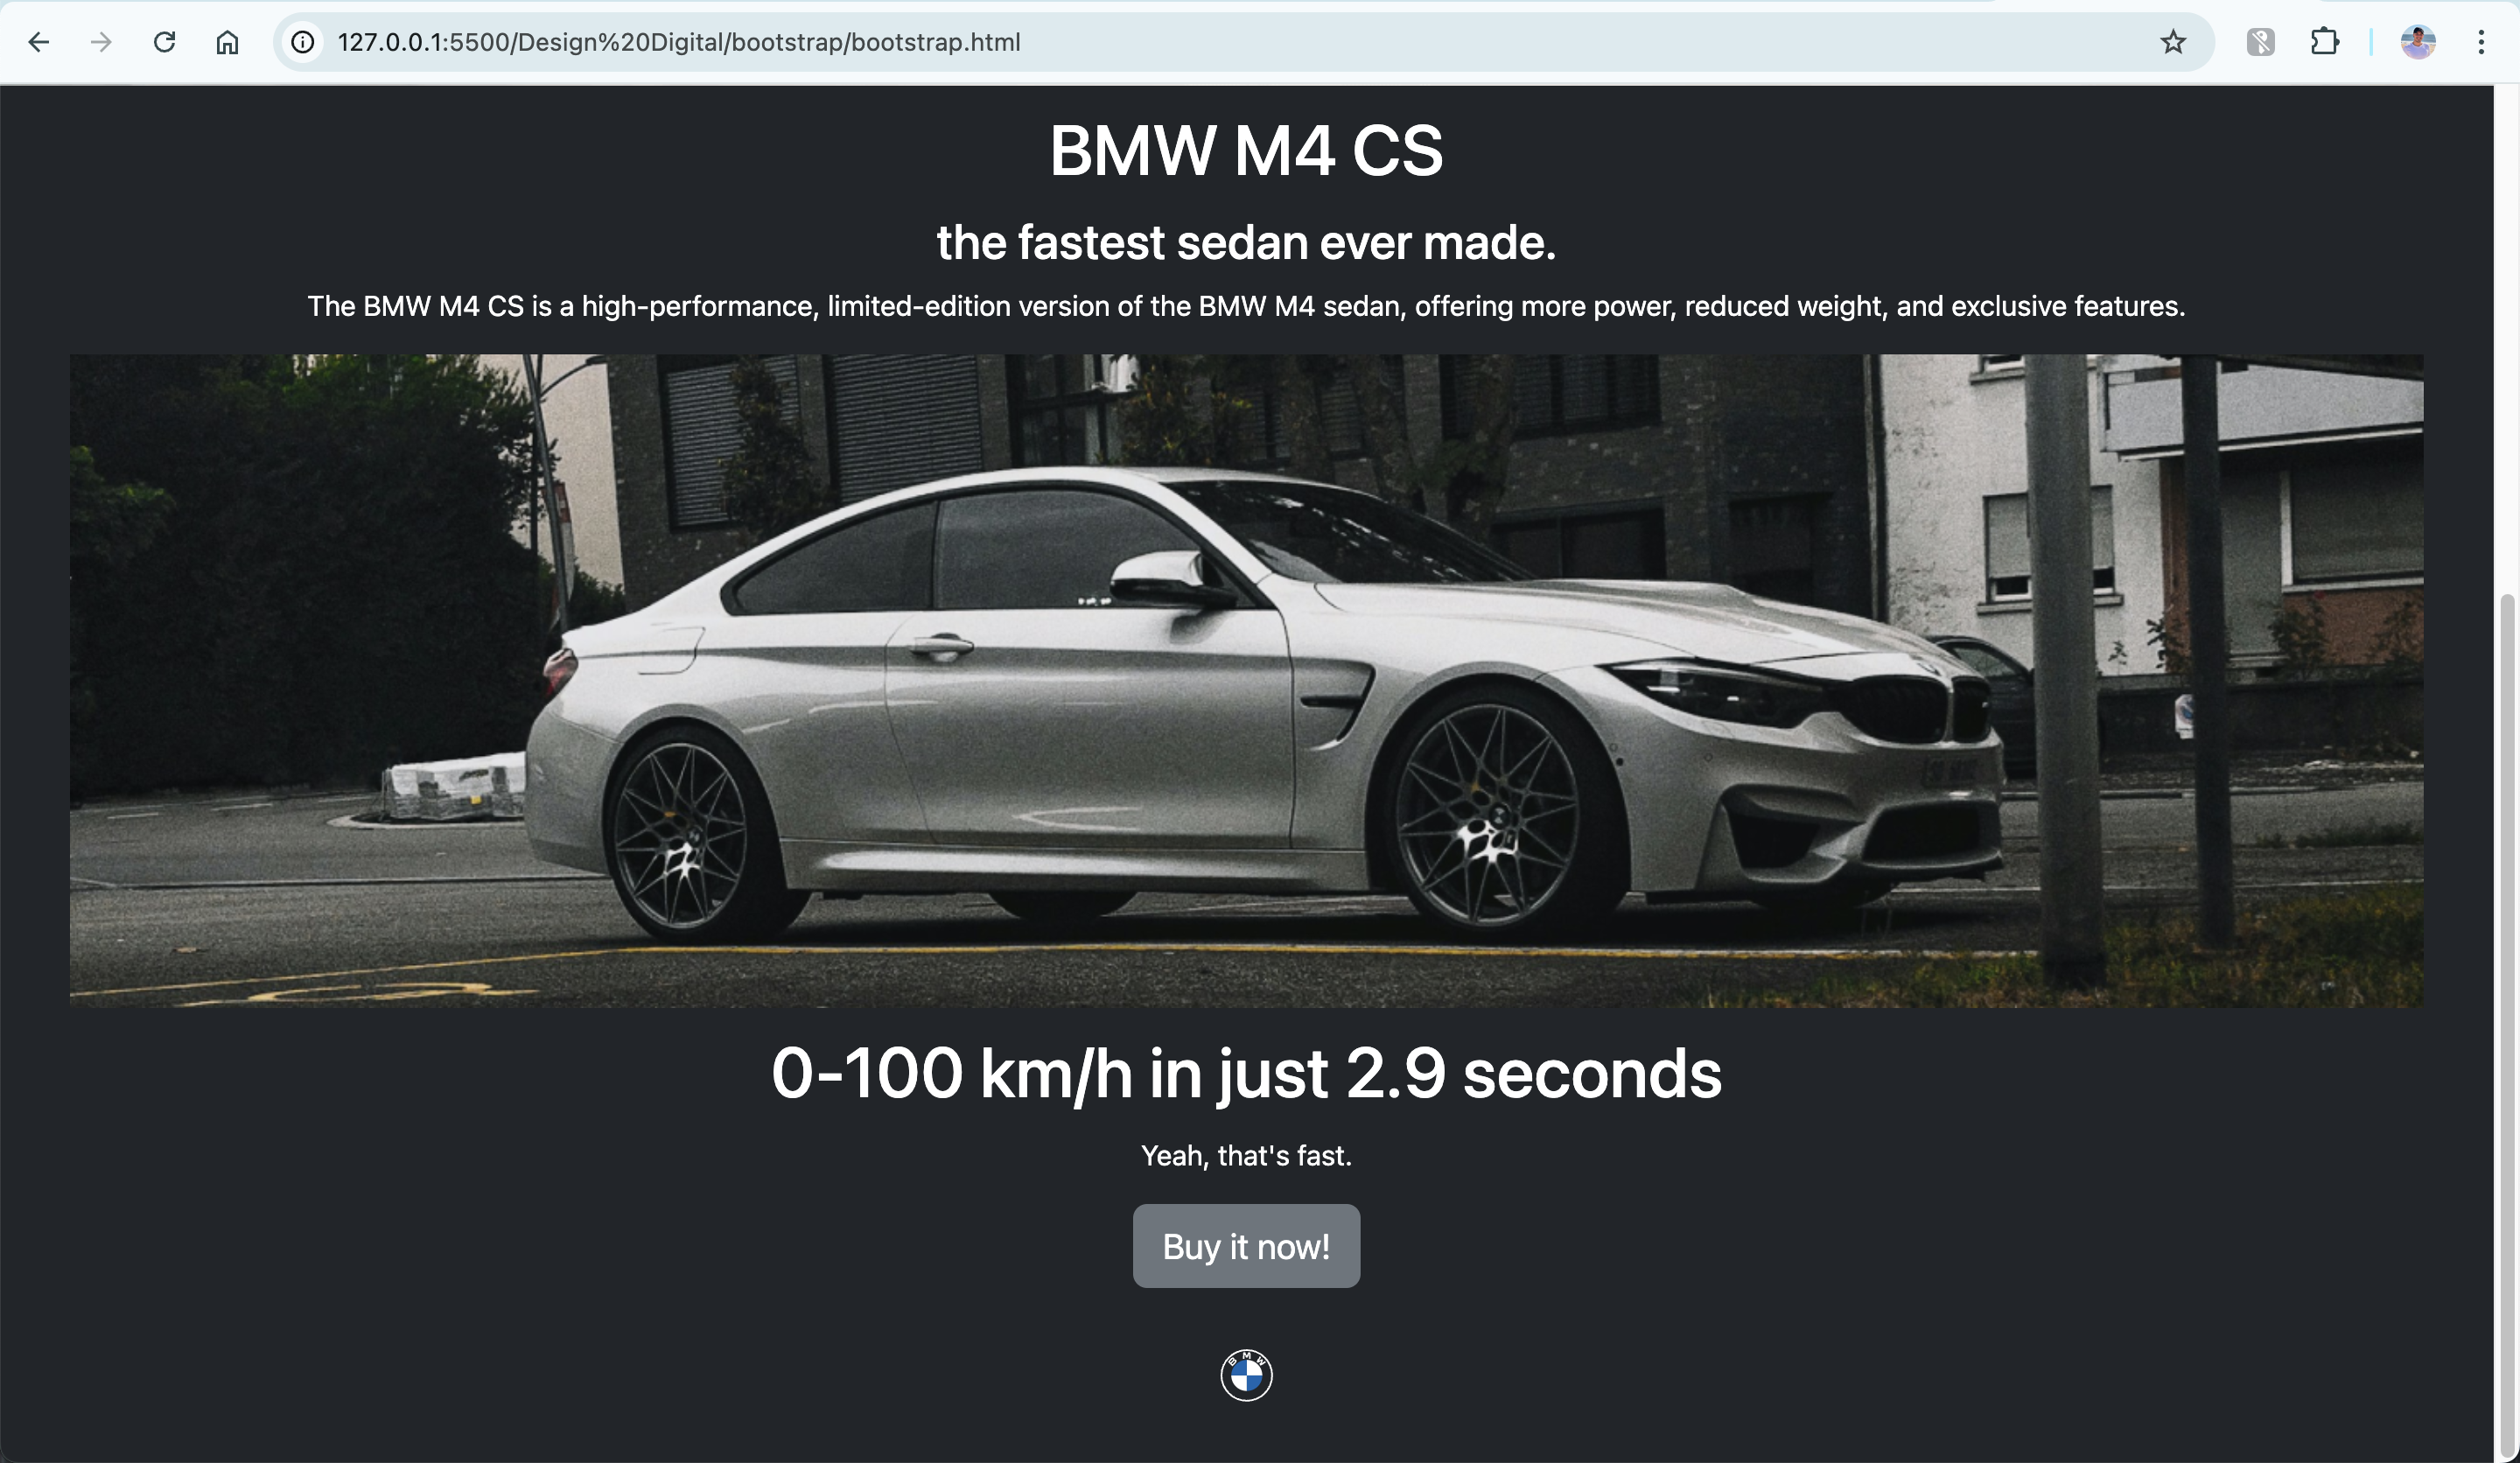 127.0.0.1:5500/Design%20Digital/bootstrap/bootstrap.html
BMW M4 CS
the fastest sedan ever made.
The BMW M4 CS is a high-performance, limited-edition version of the BMW M4 sedan, offering more power, reduced weight, and exclusive features.
0-100 km/h in just 2.9 seconds
Yeah, that's fast.
Buy it now!
BMW